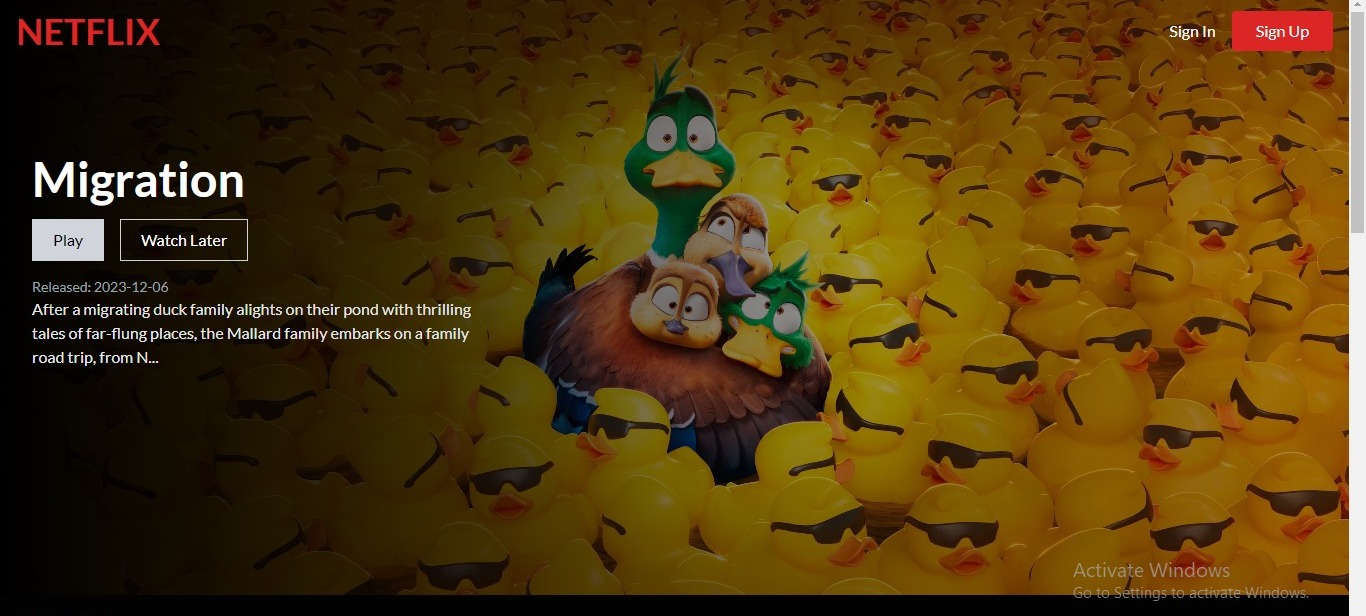 NETFLIX
Sign In
Sign Up
Migration
Play
Watch Later
Released: 2023-12-06
After a migrating duck family alights on their pond with thrilling
tales of far-flung places, the Mallard family embarks on a family
road trip, from N...
Activate Windows
Go to Settings to activate Windows.